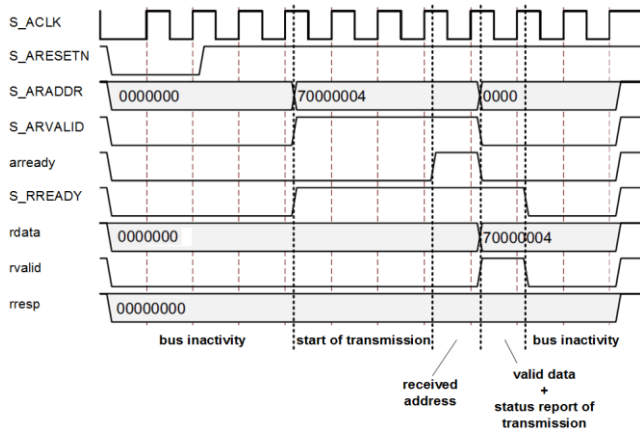 S_ACLK
S_ARESETN
S_ARADDR 0000000 70000004 0000
S_ARVALID
arready
S_RREADY
rdata 0000000 70000004
rvalid
rresp 00000000
bus inactivity start of transmission bus inactivity
received
address
valid data
+
status report of
transmission